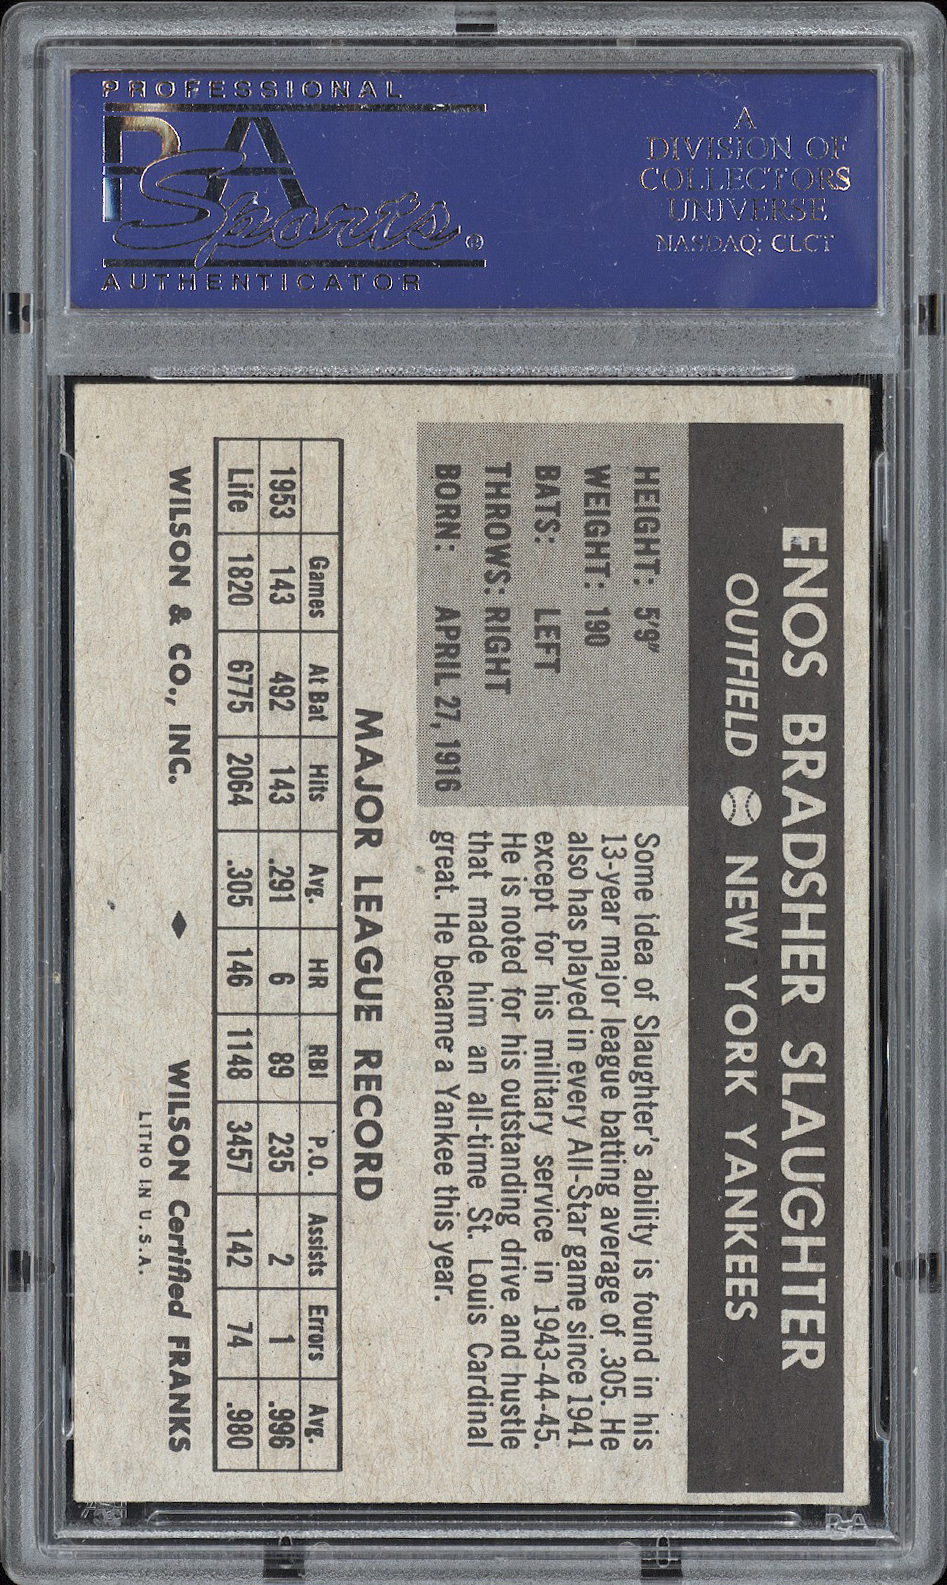 PROFESSIONAL
PSA
Sports®
AUTHENTICATOR
A
DIVISION OF
COLLECTORS
UNIVERSE
NASDAQ: CLCT
ENOS BRADSHER SLAUGHTER
OUTFIELD NEW YORK YANKEES
HEIGHT: 5'9"
WEIGHT: 190
BATS: LEFT
THROWS: RIGHT
BORN: APRIL 27, 1916
Some idea of Slaughter's ability is found in his
13-year major league batting average of .305. He
also has played in every All-Star game since 1941
except for his military service in 1943-44-45.
He is noted for his outstanding drive and hustle
that made him an all-time St. Louis Cardinal
great. He became a Yankee this year.
MAJOR LEAGUE RECORD
Games At Bat Hits Avg. HR RBI P.O. Assists Errors Avg.
1953 143 492 143 .291 6 89 235 2 1 .996
Life 1820 6775 2064 .305 146 1148 3457 142 74 .980
WILSON & CO., INC. ♦ WILSON Certified FRANKS
LITHO IN U.S.A.
PSA